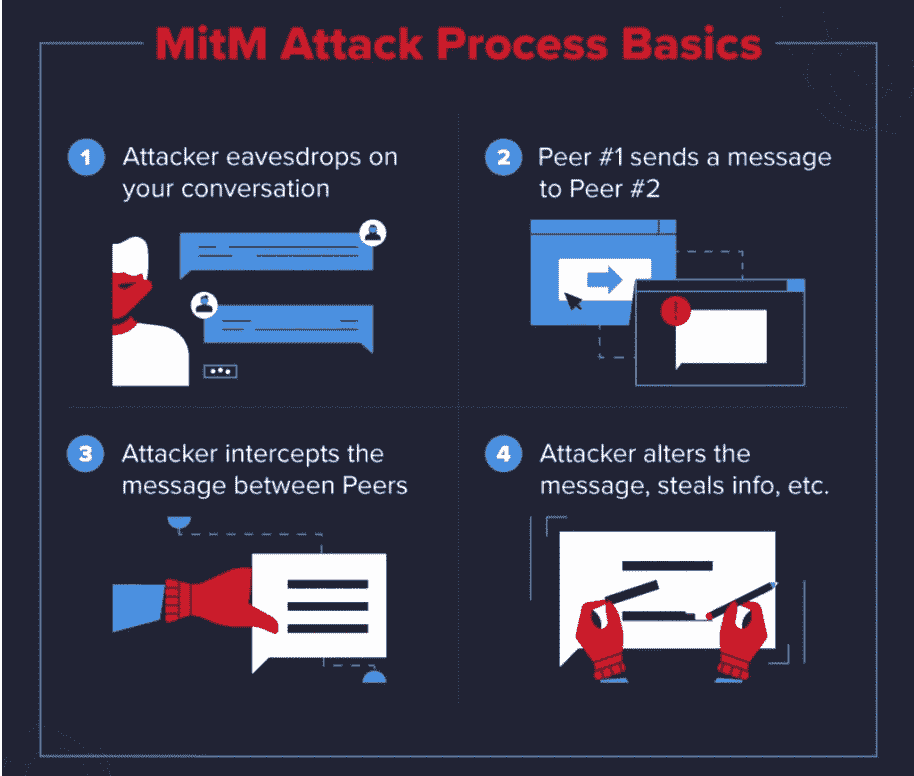 MitM Attack Process Basics
1
Attacker eavesdrops on
your conversation
2
Peer #1 sends a message
to Peer #2
3
Attacker intercepts the
message between Peers
4
Attacker alters the
message, steals info, etc.